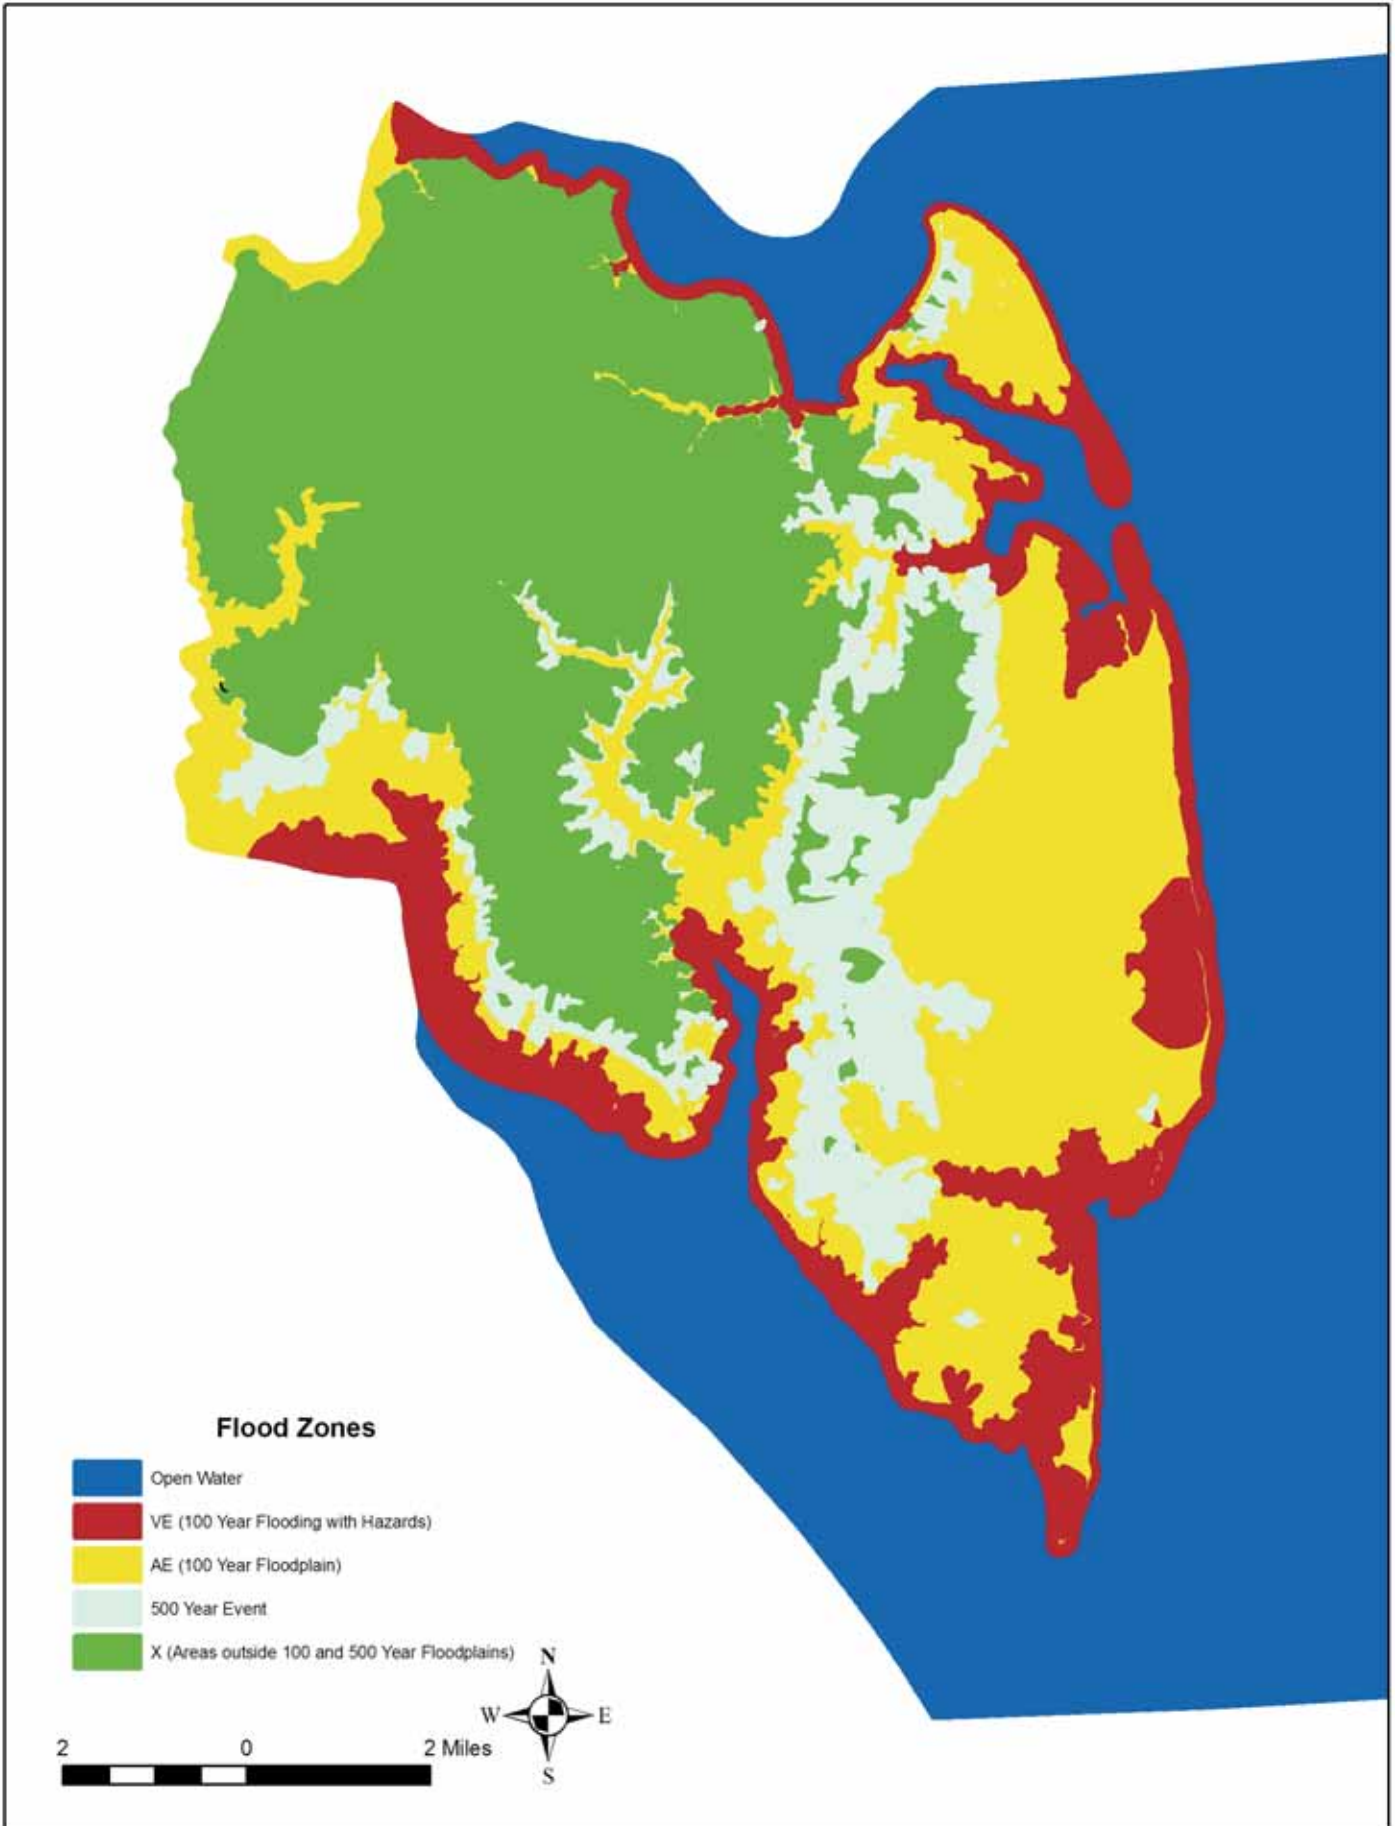 Flood Zones
Open Water
VE (100 Year Flooding with Hazards)
AE (100 Year Floodplain)
500 Year Event
X (Areas outside 100 and 500 Year Floodplains)
N
W E
S
2 0 2 Miles